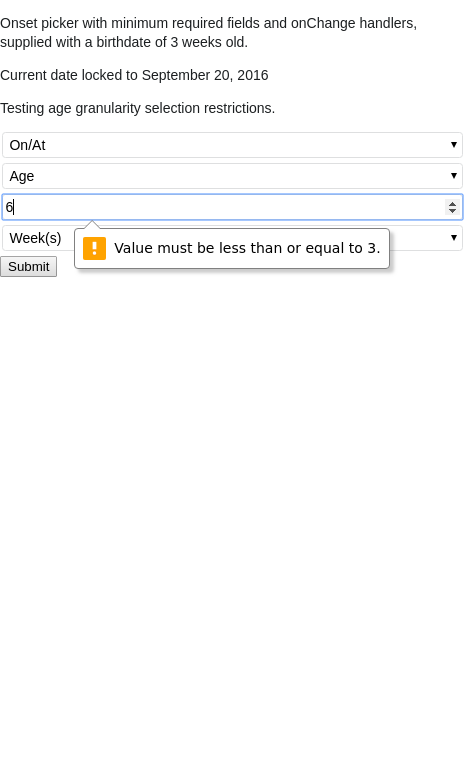 Onset picker with minimum required fields and onChange handlers,
supplied with a birthdate of 3 weeks old.
Current date locked to September 20, 2016
Testing age granularity selection restrictions.
On/At
Age
6
Week(s)
Value must be less than or equal to 3.
Submit